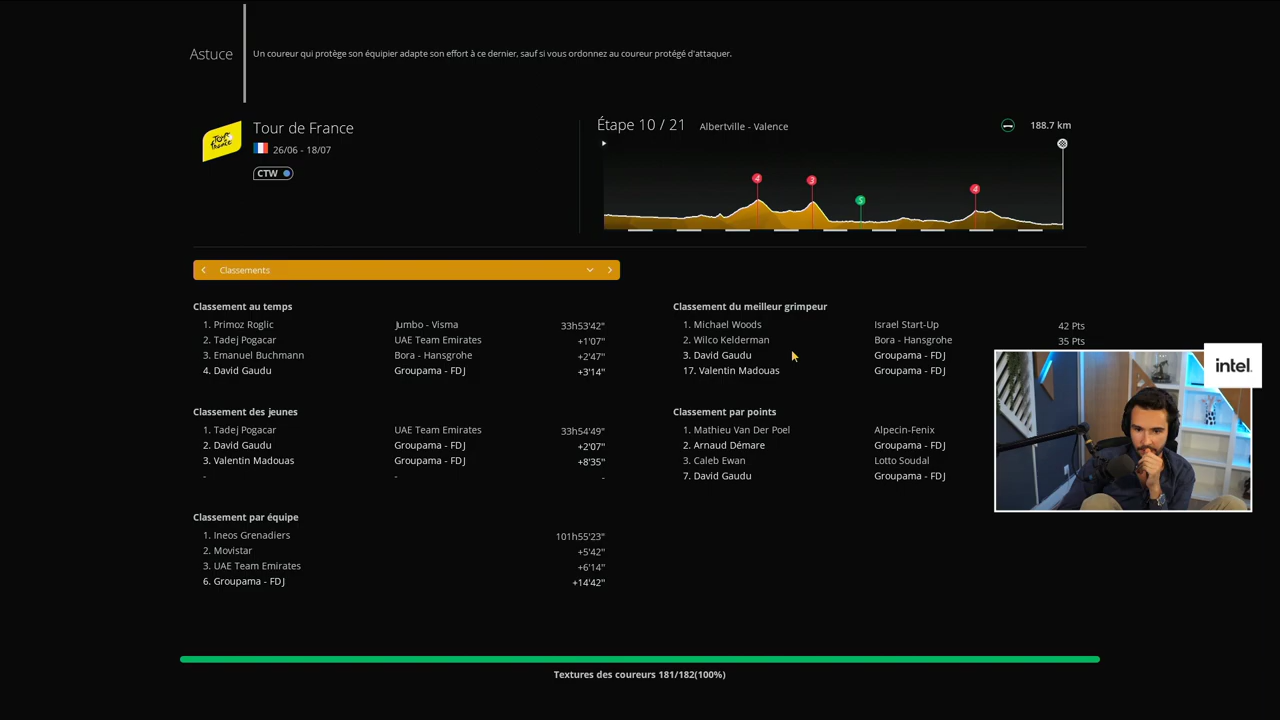 Astuce
Un coureur qui protège son équipier adapte son effort à ce dernier, sauf si vous ordonnez au coureur protégé d'attaquer.
TOUR DE france
Tour de France
26/06 - 18/07
CTW
Étape 10 / 21 Albertville - Valence 188.7 km
4 3 S 4
Classements
Classement au temps
1. Primoz Roglic Jumbo - Visma 33h53'42''
2. Tadej Pogacar UAE Team Emirates +1'07''
3. Emanuel Buchmann Bora - Hansgrohe +2'47''
4. David Gaudu Groupama - FDJ +3'14''
Classement du meilleur grimpeur
1. Michael Woods Israel Start-Up 42 Pts
2. Wilco Kelderman Bora - Hansgrohe 35 Pts
3. David Gaudu Groupama - FDJ
17. Valentin Madouas Groupama - FDJ
intel.
Classement des jeunes
1. Tadej Pogacar UAE Team Emirates 33h54'49''
2. David Gaudu Groupama - FDJ +2'07''
3. Valentin Madouas Groupama - FDJ +8'35''
- - -
Classement par points
1. Mathieu Van Der Poel Alpecin-Fenix
2. Arnaud Démare Groupama - FDJ
3. Caleb Ewan Lotto Soudal
7. David Gaudu Groupama - FDJ
Classement par équipe
1. Ineos Grenadiers 101h55'23''
2. Movistar +5'42''
3. UAE Team Emirates +6'14''
6. Groupama - FDJ +14'42''
Textures des coureurs 181/182(100%)